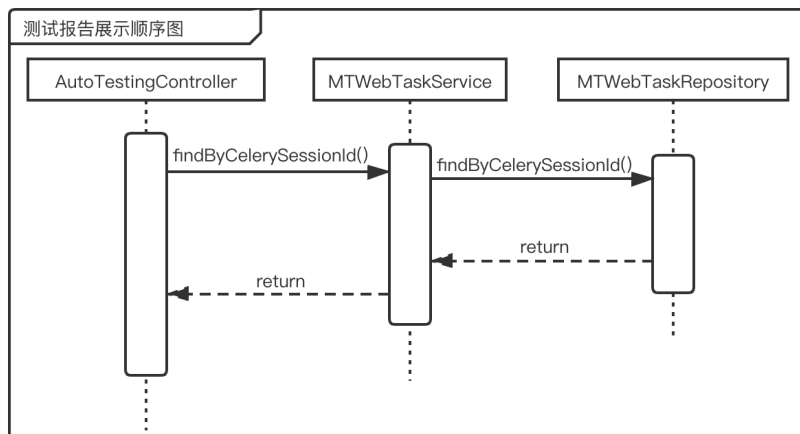 测试报告展示顺序图
AutoTestingController
MTWebTaskService
MTWebTaskRepository
findByCelerySessionId()
findByCelerySessionId()
return
return